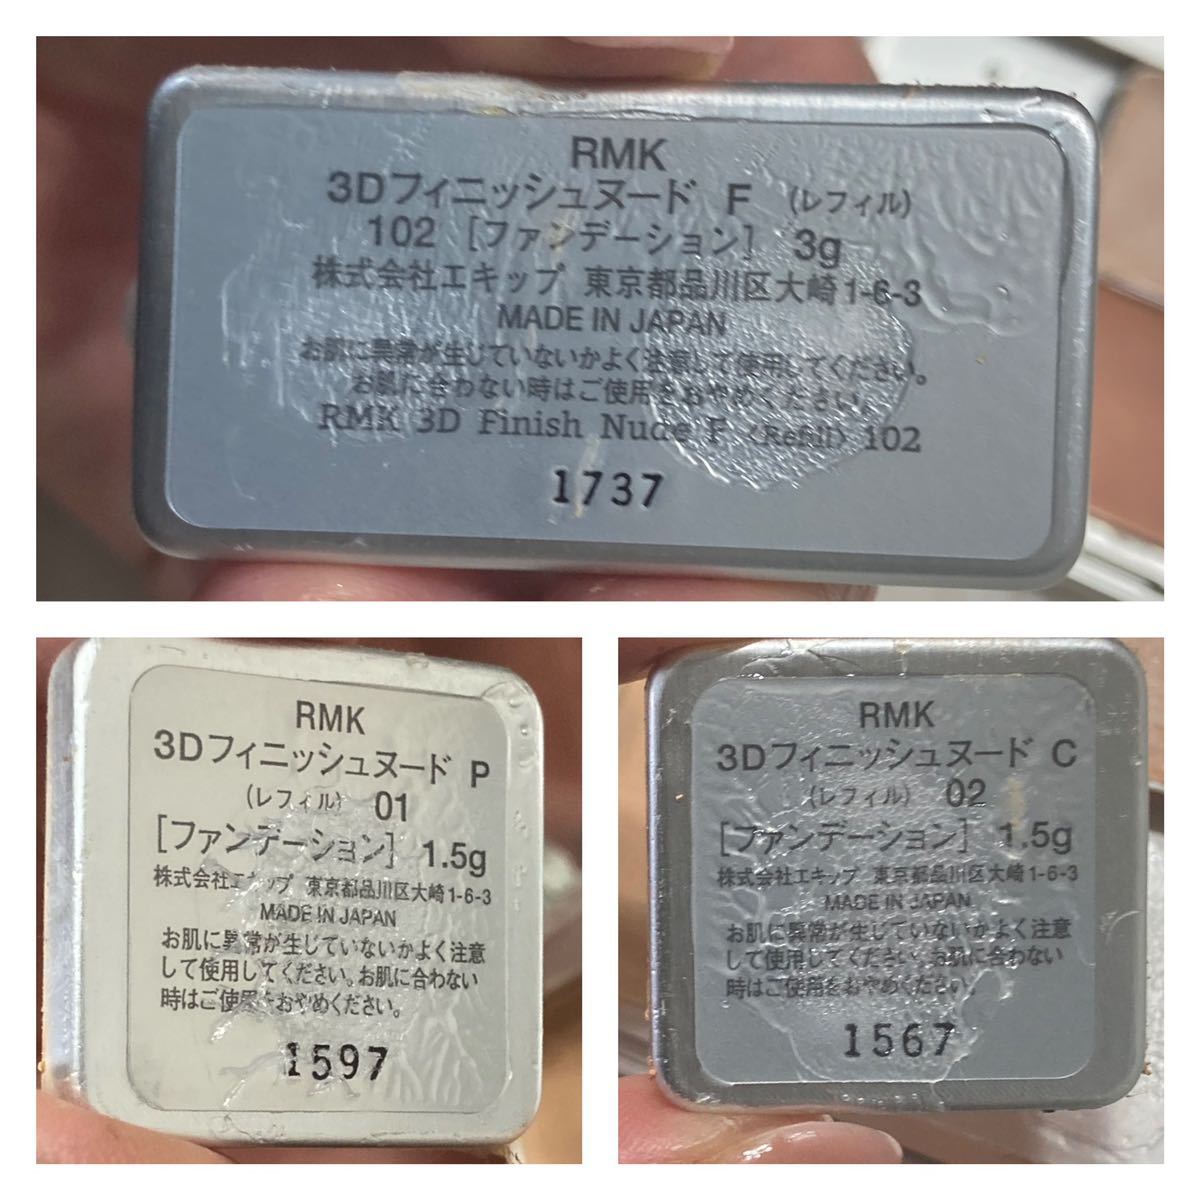 RMK
3Dフィニッシュヌード F (レフィル)
102 [ファンデーション] 3g
株式会社エキップ 東京都品川区大崎1-6-3
MADE IN JAPAN
お肌に異常が生じていないかよく注意して使用してください。
お肌に合わない時はご使用をおやめください。
RMK 3D Finish Nude F <Refill> 102
1737
RMK
3Dフィニッシュヌード P
(レフィル) 01
[ファンデーション] 1.5g
株式会社エキップ 東京都品川区大崎1-6-3
MADE IN JAPAN
お肌に異常が生じていないかよく注意
して使用してください。お肌に合わない
時はご使用をおやめください。
1597
RMK
3Dフィニッシュヌード C
(レフィル) 02
[ファンデーション] 1.5g
株式会社エキップ 東京都品川区大崎1-6-3
MADE IN JAPAN
お肌に異常が生じていないかよく注意
して使用してください。お肌に合わない
時はご使用をおやめください。
1567